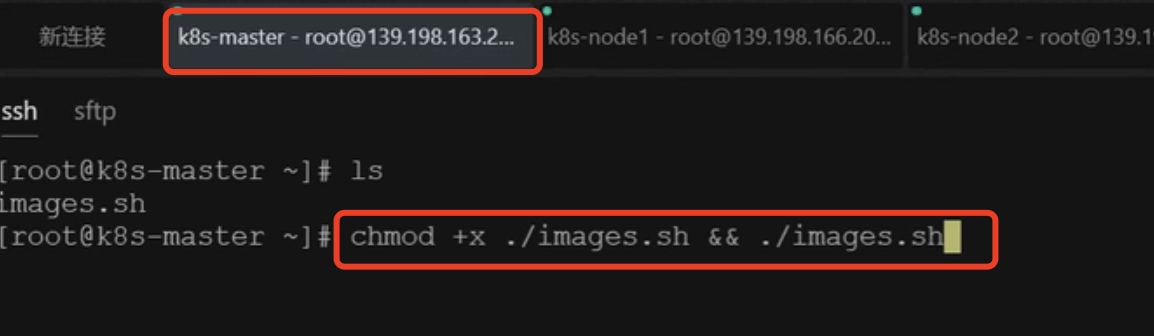 新连接 k8s-master - root@139.198.163.2... k8s-node1 - root@139.198.166.20... k8s-node2 - root@139.1
ssh sftp
[root@k8s-master ~]# ls
images.sh
[root@k8s-master ~]# chmod +x ./images.sh && ./images.sh